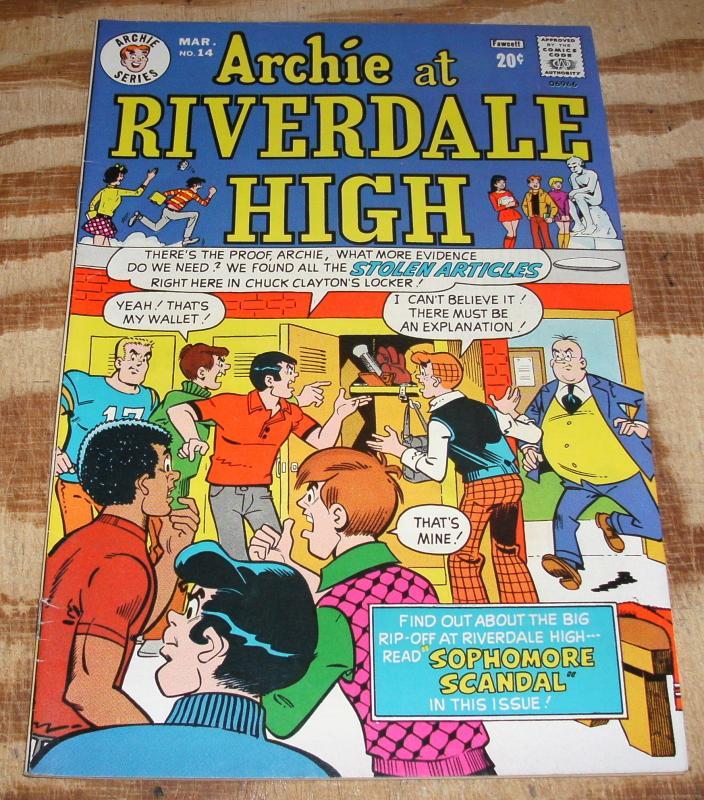 ARCHIE
SERIES
MAR.
NO. 14
Archie at
RIVERDALE
HIGH
Fawcett
20¢
APPROVED
BY THE
COMICS
CODE
AUTHORITY
06966
THERE'S THE PROOF, ARCHIE, WHAT MORE EVIDENCE
DO WE NEED? WE FOUND ALL THE STOLEN ARTICLES
RIGHT HERE IN CHUCK CLAYTON'S LOCKER!
YEAH! THAT'S
MY WALLET!
I CAN'T BELIEVE IT!
THERE MUST BE
AN EXPLANATION!
17
THAT'S
MINE!
FIND OUT ABOUT THE BIG
RIP-OFF AT RIVERDALE HIGH---
READ "SOPHOMORE
SCANDAL"
IN THIS ISSUE!